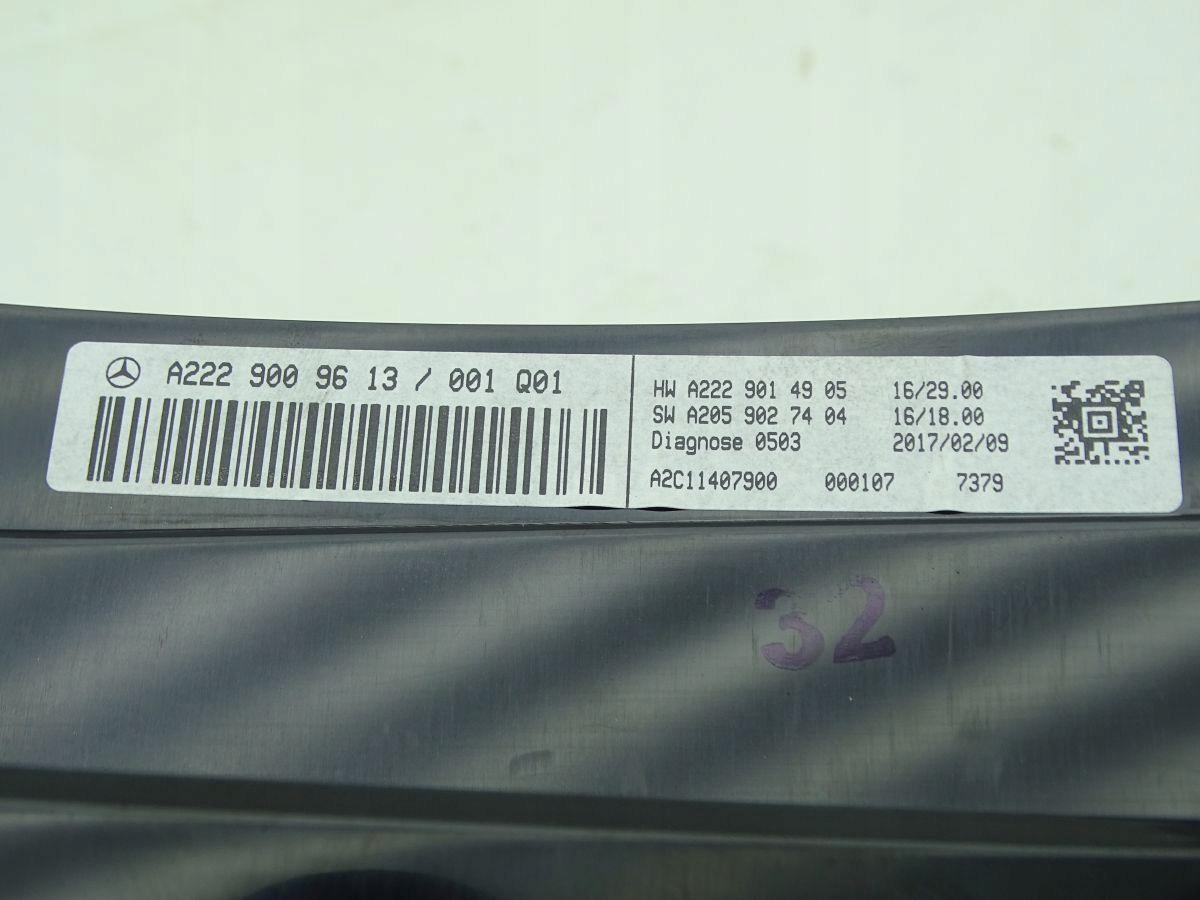 A222 900 96 13 / 001 Q01
HW A222 901 49 05 16/29.00
SW A205 902 74 04 16/18.00
Diagnose 0503 2017/02/09
A2C11407900 000107 7379
32